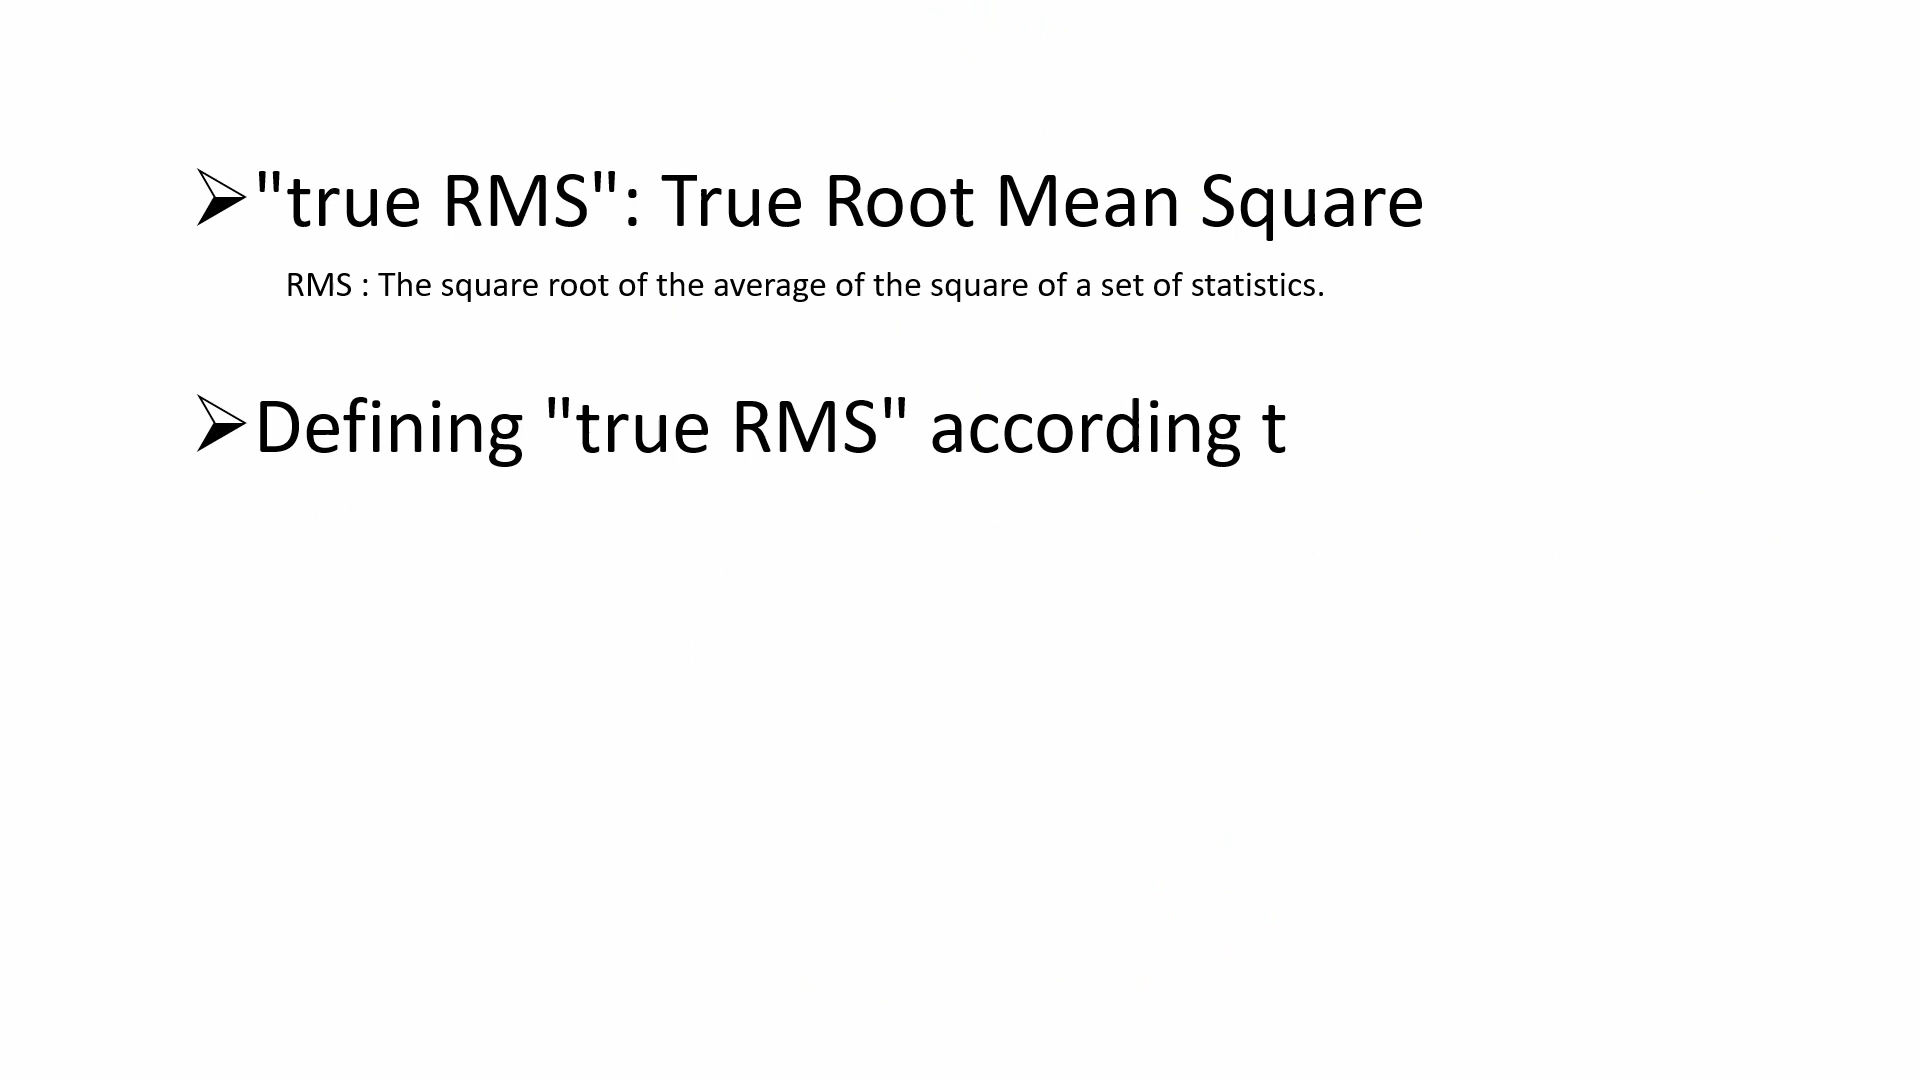 ➢"true RMS": True Root Mean Square
RMS : The square root of the average of the square of a set of statistics.
➢Defining "true RMS" according t